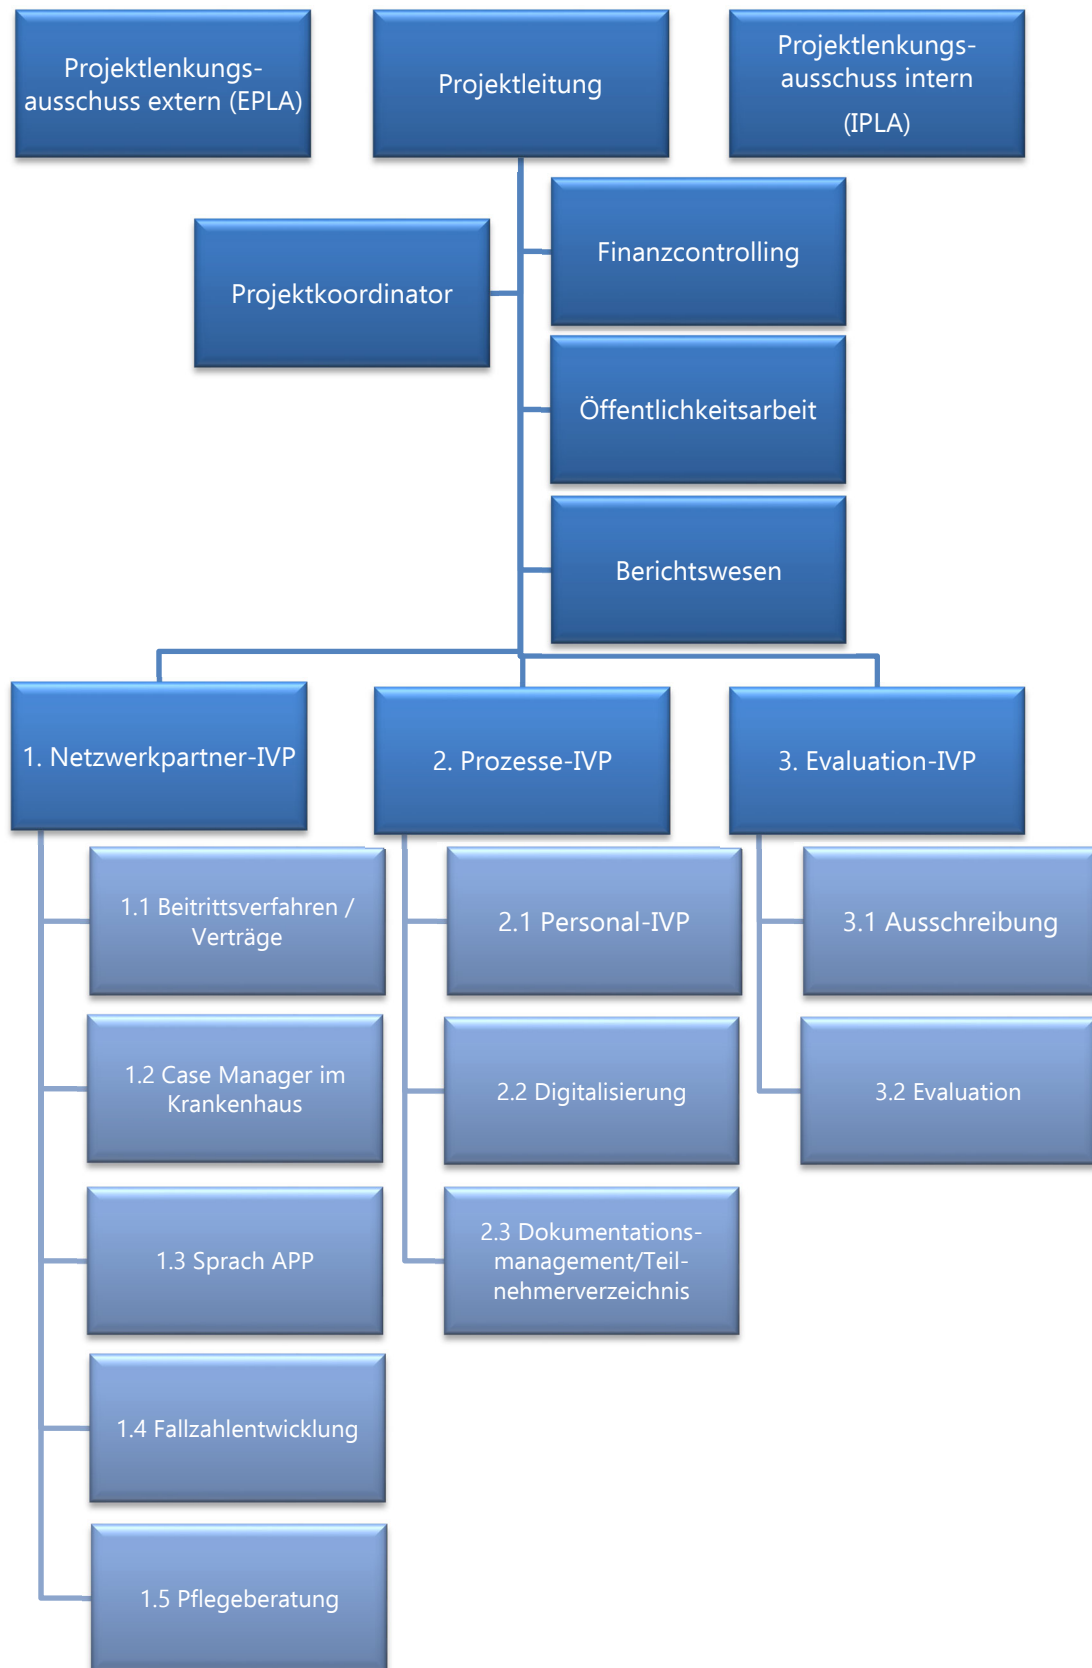 Projektlenkungs-
ausschuss extern (EPLA)
Projektleitung
Projektlenkungs-
ausschuss intern
(IPLA)
Finanzcontrolling
Projektkoordinator
Öffentlichkeitsarbeit
Berichtswesen
1. Netzwerkpartner-IVP
2. Prozesse-IVP
3. Evaluation-IVP
1.1 Beitrittsverfahren /
Verträge
1.2 Case Manager im
Krankenhaus
1.3 Sprach APP
1.4 Fallzahlentwicklung
1.5 Pflegeberatung
2.1 Personal-IVP
2.2 Digitalisierung
2.3 Dokumentations-
management/Teil-
nehmerverzeichnis
3.1 Ausschreibung
3.2 Evaluation